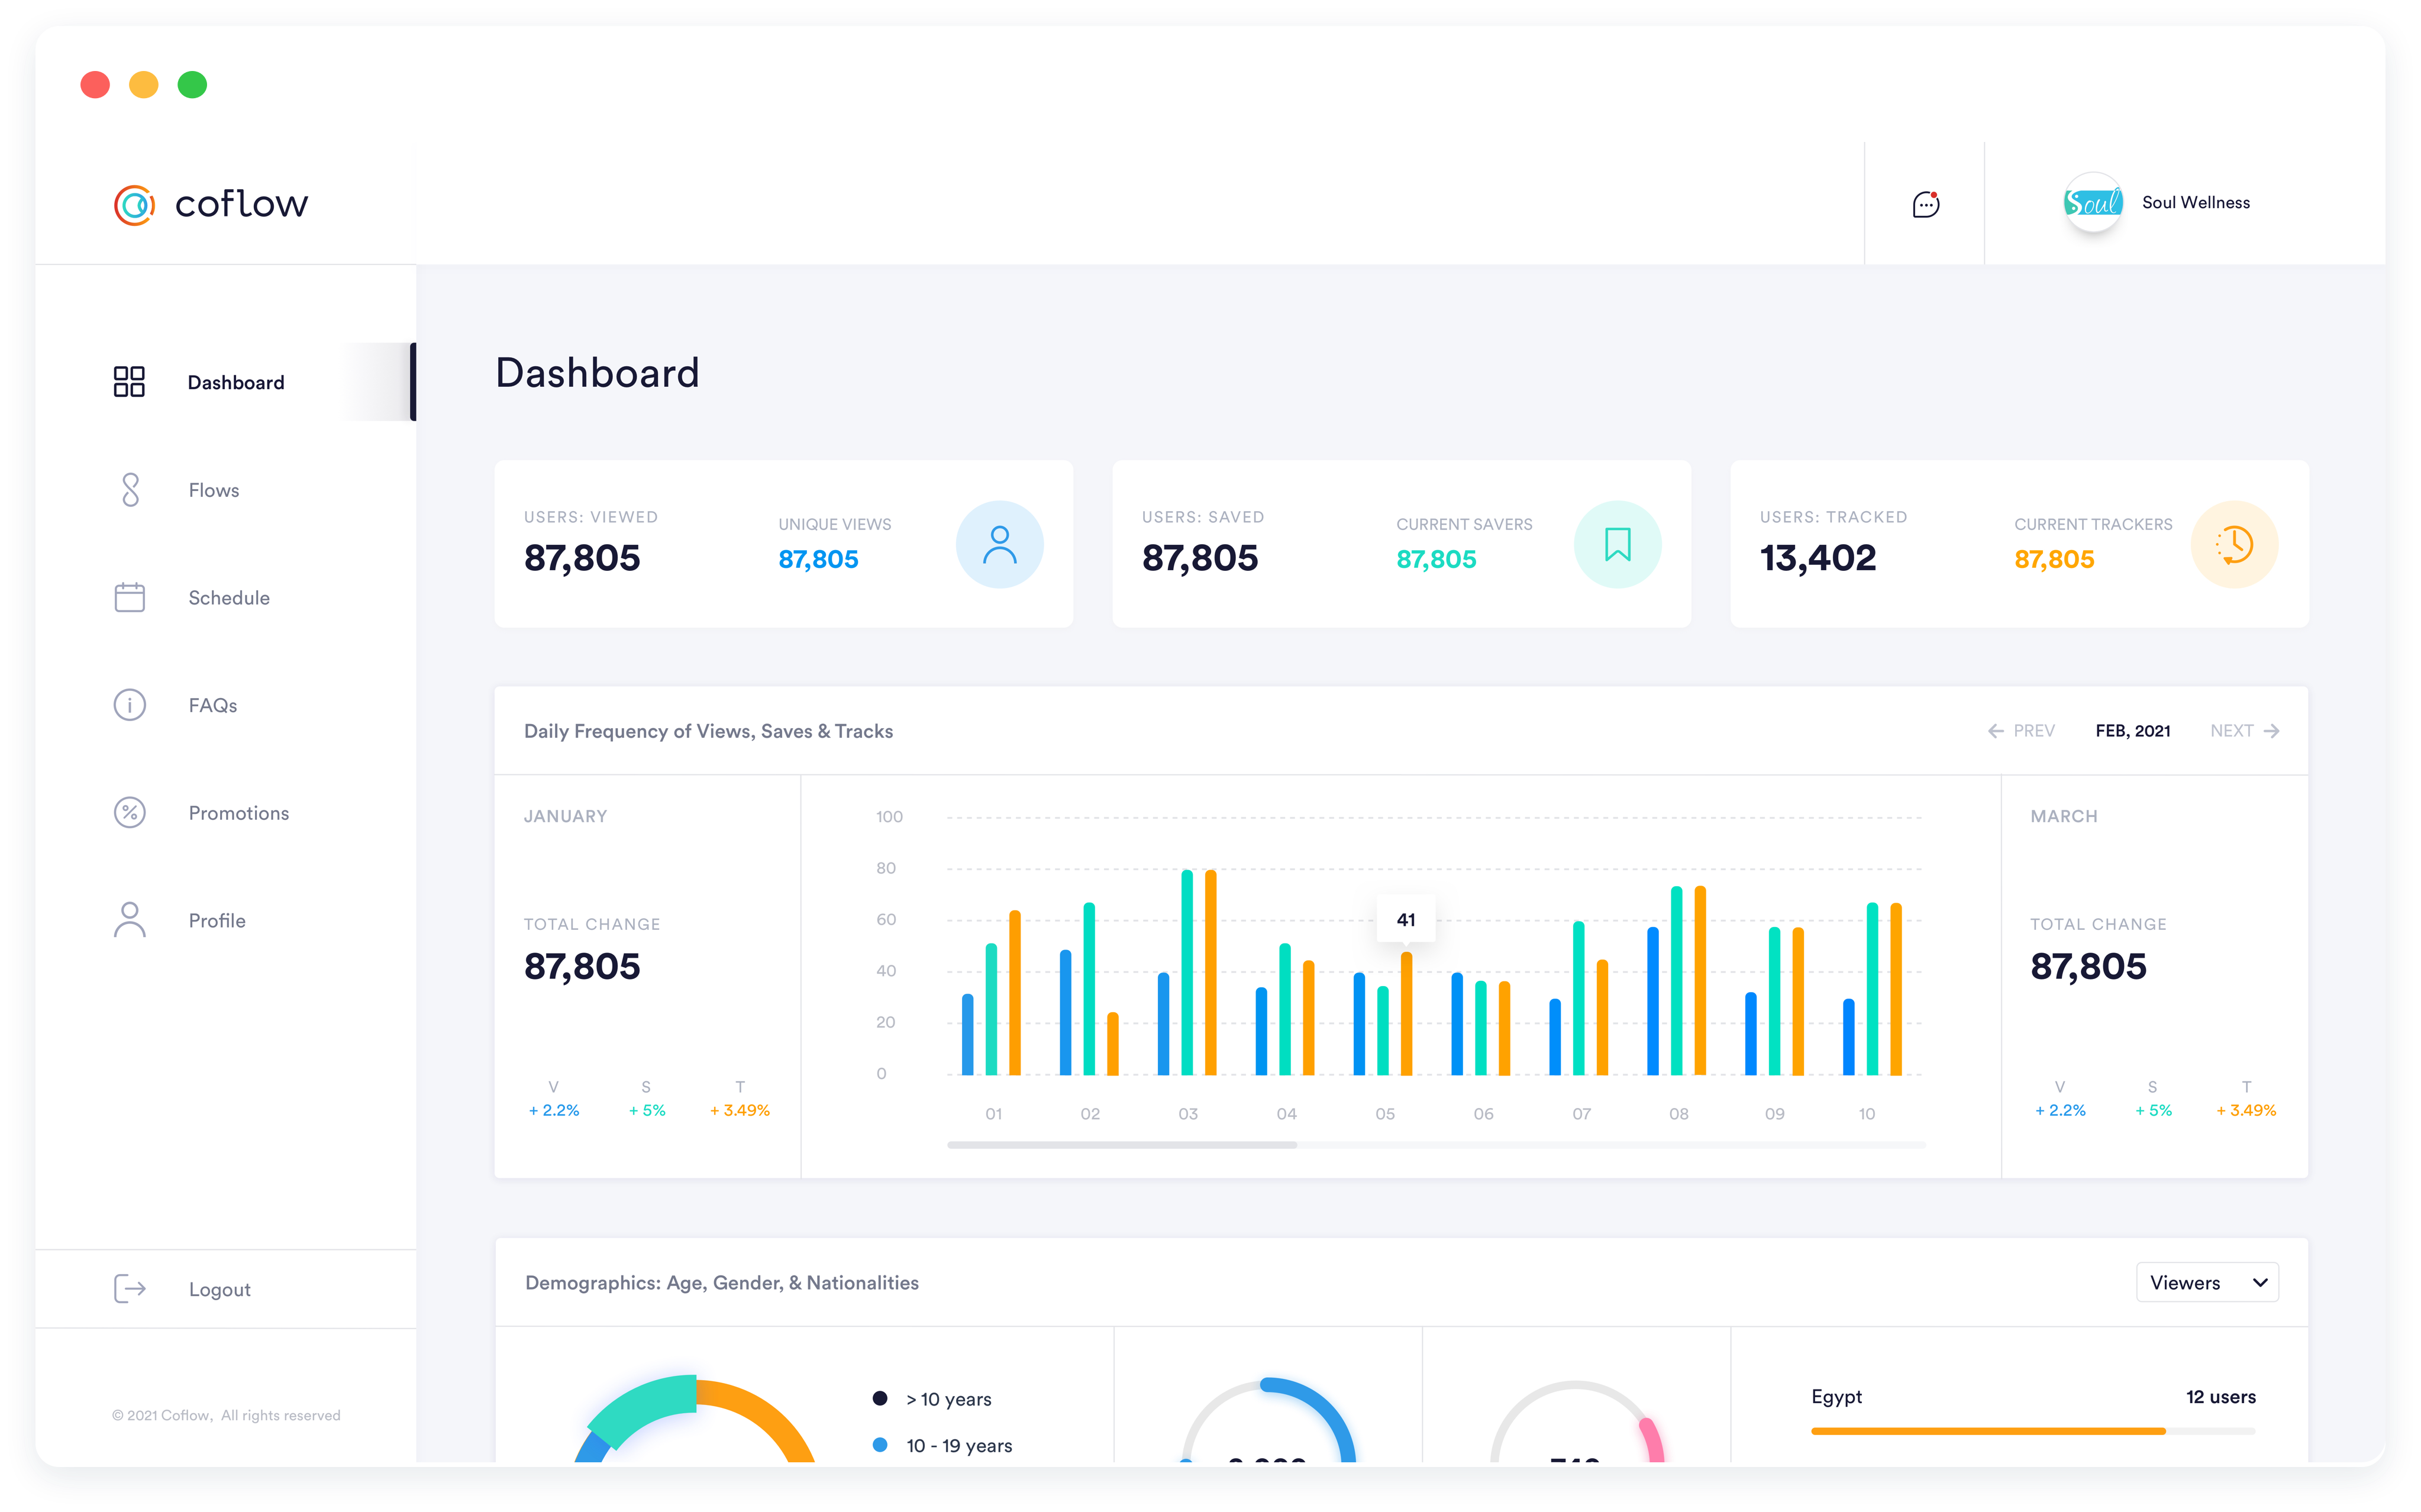 coflow
Soul
Soul Wellness
Dashboard
Flows
Schedule
FAQs
Promotions
Profile
Logout
© 2021 Coflow, All rights reserved
Dashboard
USERS: VIEWED
87,805
UNIQUE VIEWS
87,805
USERS: SAVED
87,805
CURRENT SAVERS
87,805
USERS: TRACKED
13,402
CURRENT TRACKERS
87,805
Daily Frequency of Views, Saves & Tracks
PREV FEB, 2021 NEXT
JANUARY
TOTAL CHANGE
87,805
V S T
+ 2.2% + 5% + 3.49%
100
80
60
40
20
0
41
01 02 03 04 05 06 07 08 09 10
MARCH
TOTAL CHANGE
87,805
V S T
+ 2.2% + 5% + 3.49%
Demographics: Age, Gender, & Nationalities
Viewers
> 10 years
10 - 19 years
Egypt 12 users